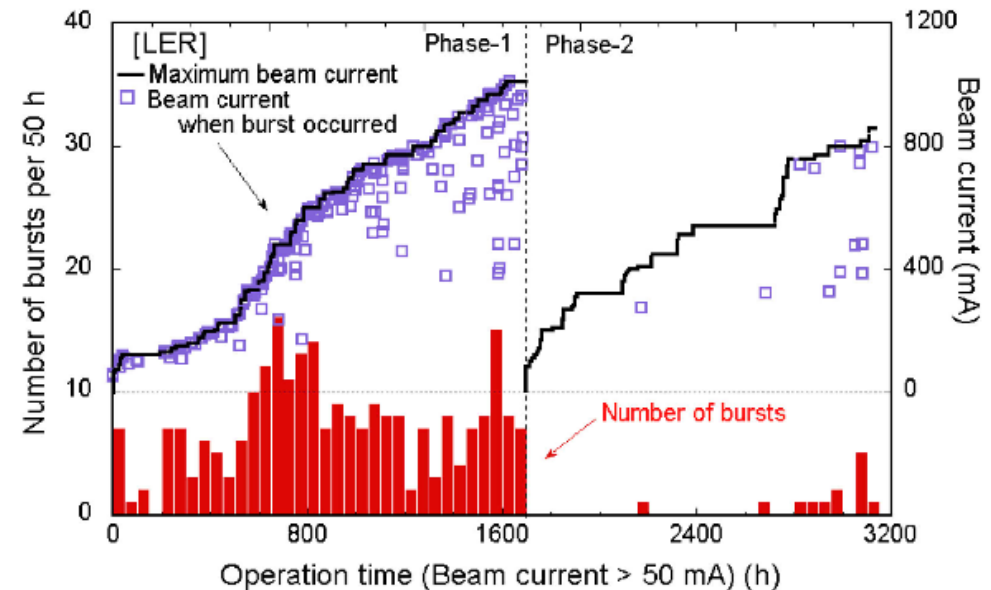 40
1200
[LER]
Phase-1
Phase-2
Maximum beam current
Beam current
when burst occurred
30
800
20
400
10
0
Number of bursts
0
0
800
1600
2400
3200
Number of bursts per 50 h
Beam current (mA)
Operation time (Beam current > 50 mA) (h)